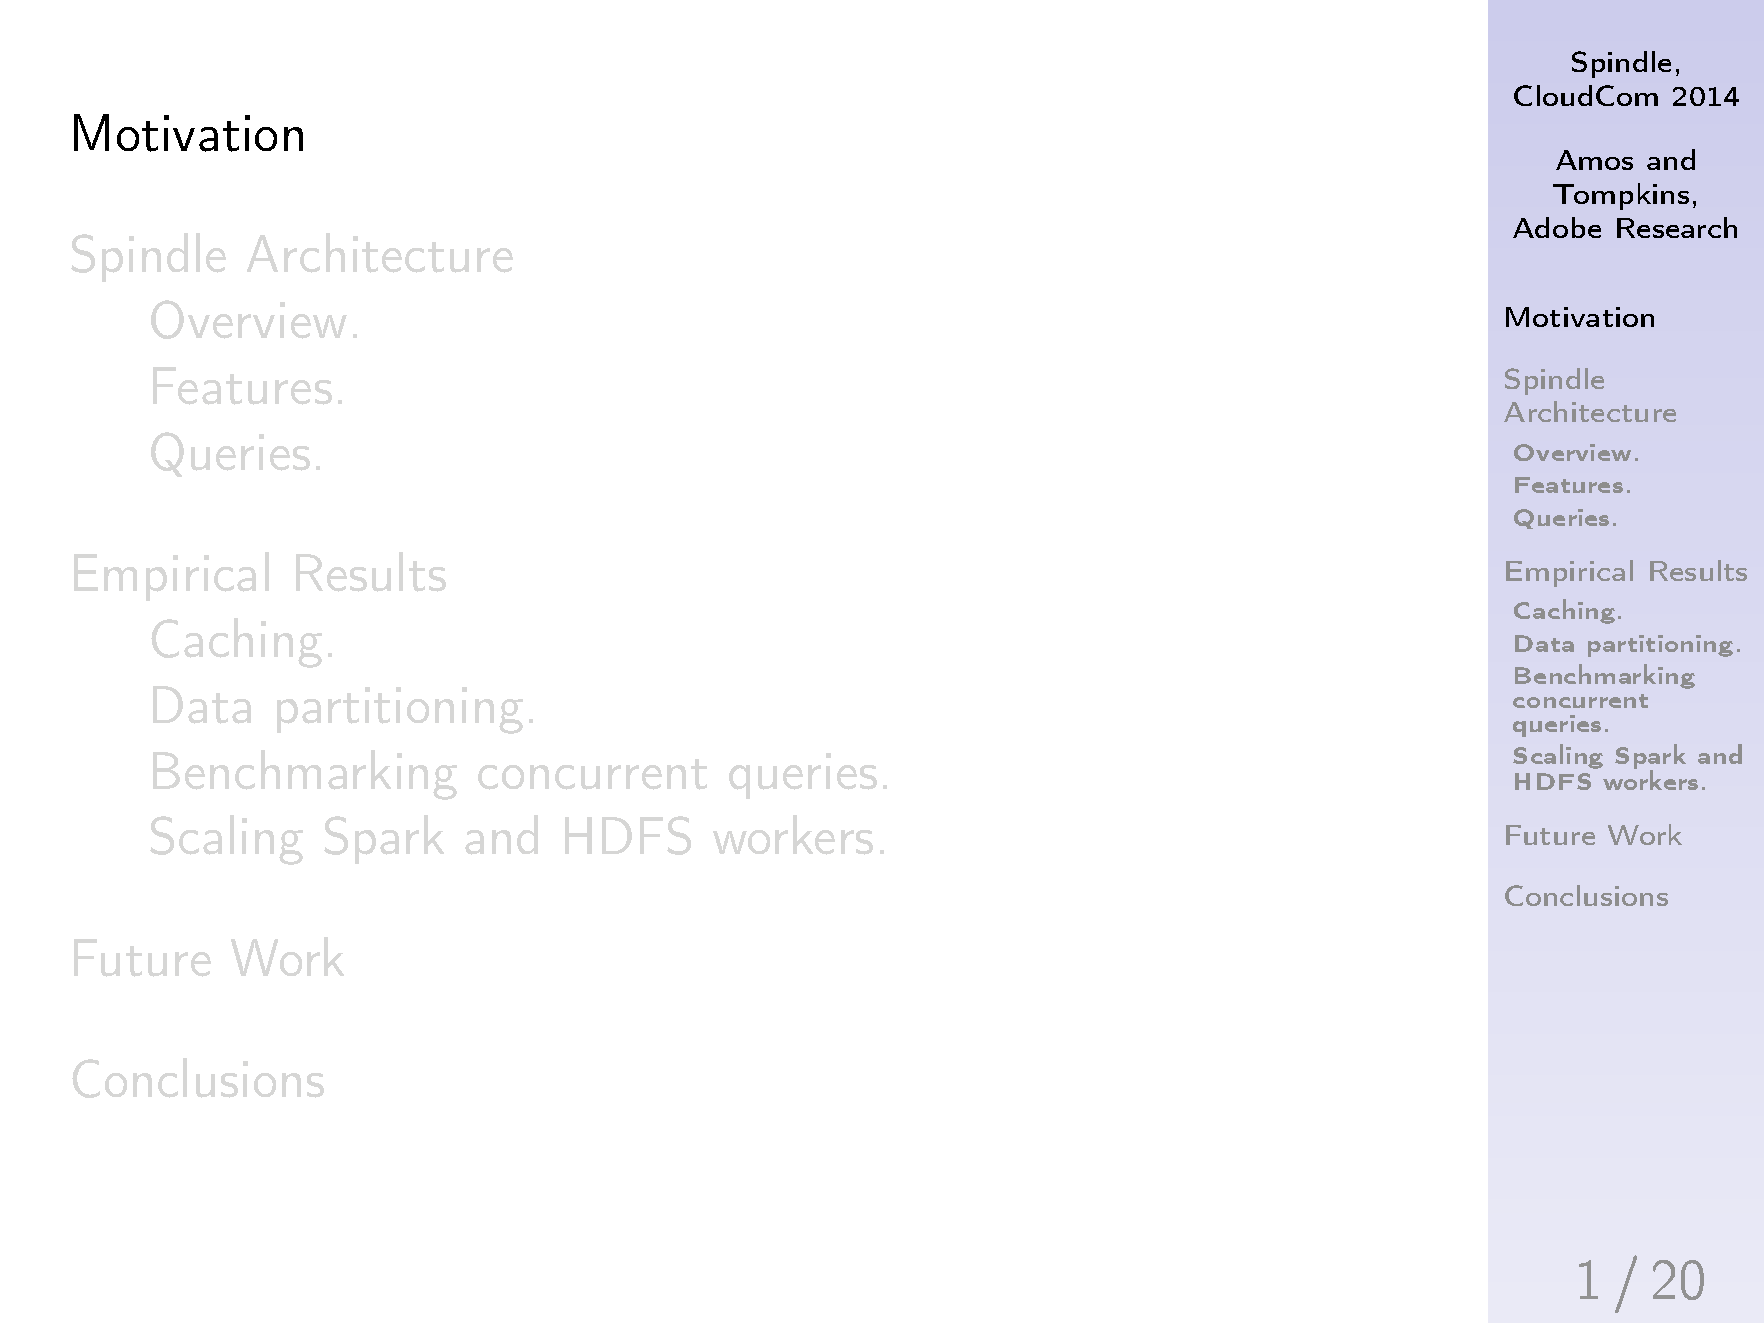 Motivation
Spindle Architecture
Overview.
Features.
Queries.
Empirical Results
Caching.
Data partitioning.
Benchmarking concurrent queries.
Scaling Spark and HDFS workers.
Future Work
Conclusions
Spindle,
CloudCom 2014
Amos and
Tompkins,
Adobe Research
Motivation
Spindle
Architecture
Overview.
Features.
Queries.
Empirical Results
Caching.
Data partitioning.
Benchmarking
concurrent
queries.
Scaling Spark and
HDFS workers.
Future Work
Conclusions
1 / 20